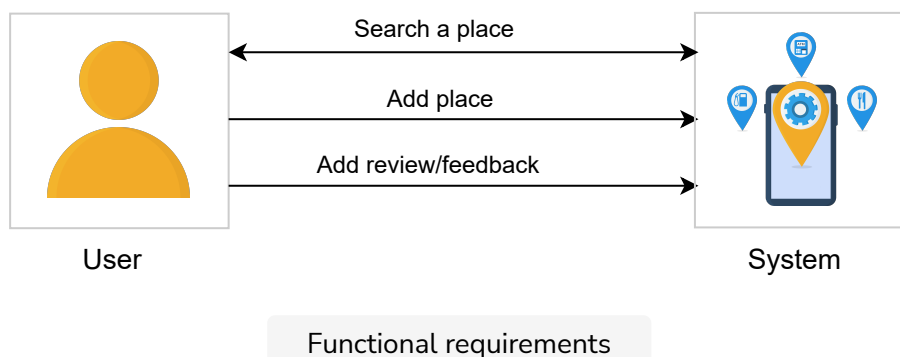 Search a place
Add place
Add review/feedback
User
System
Functional requirements